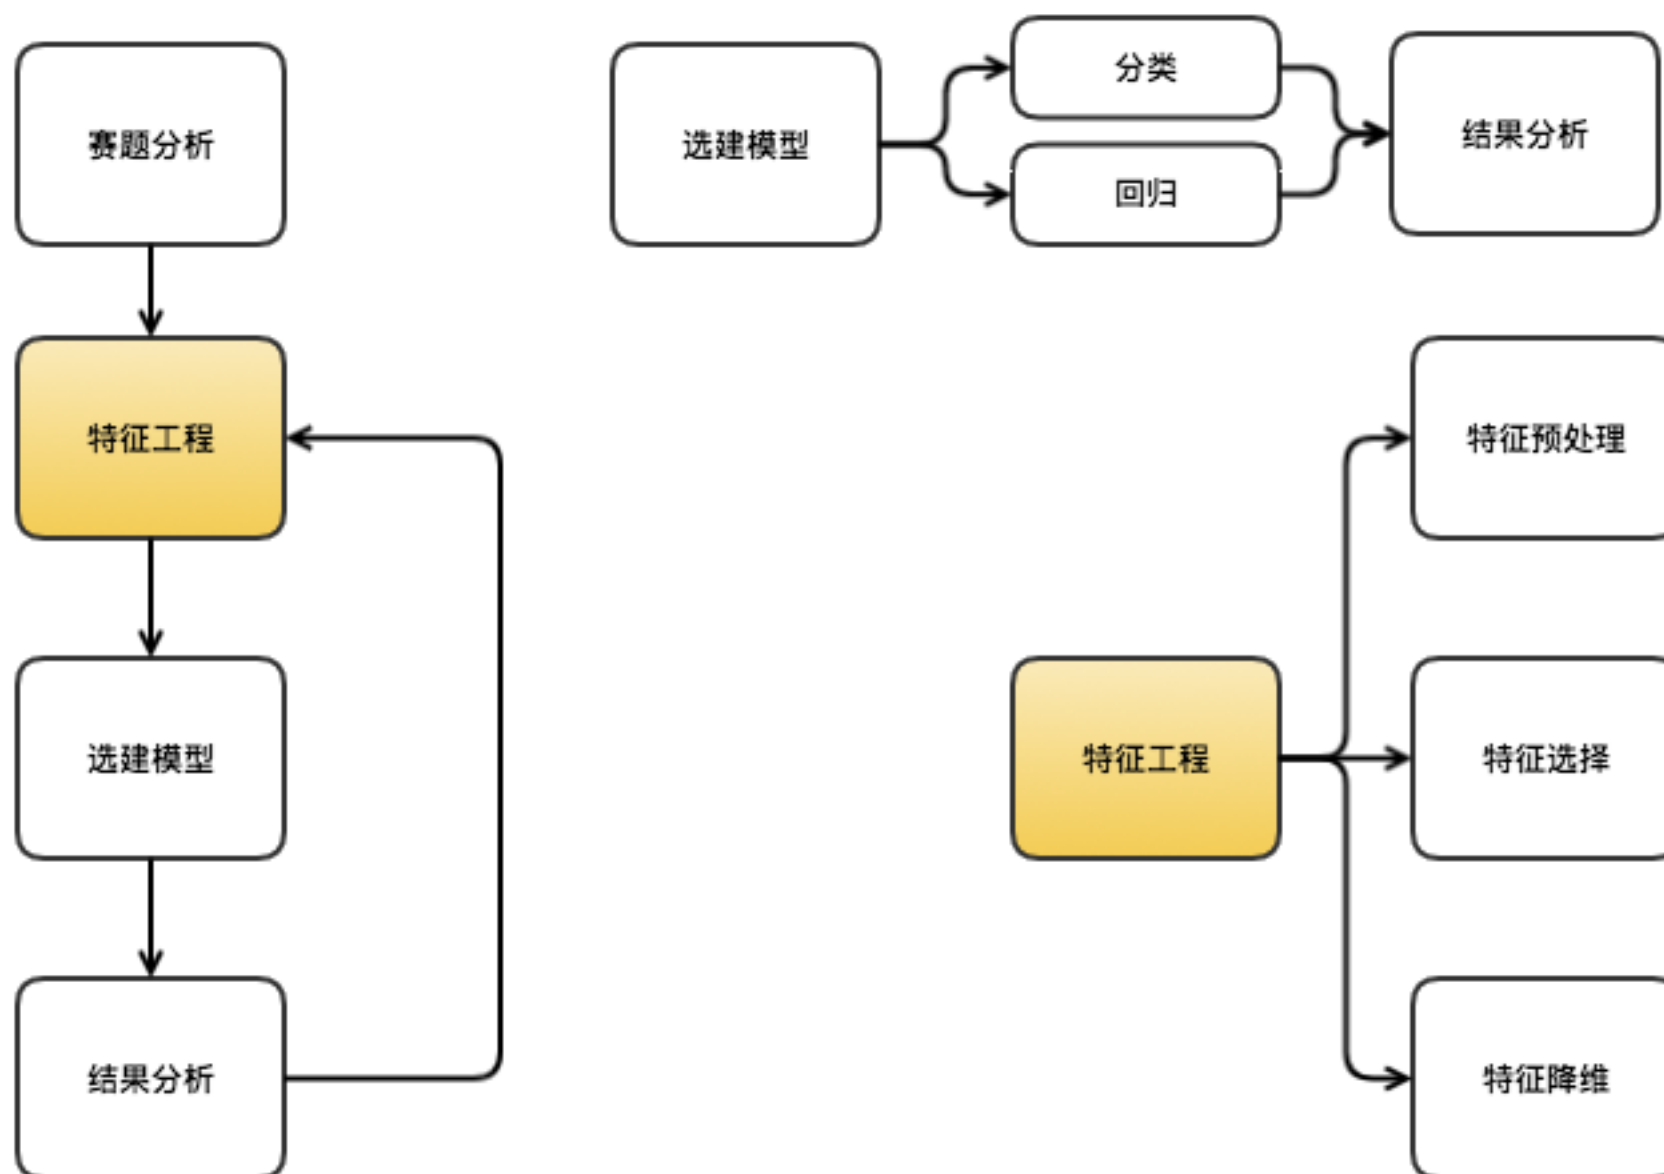 赛题分析
特征工程
选建模型
结果分析
选建模型
分类
回归
结果分析
特征工程
特征预处理
特征选择
特征降维